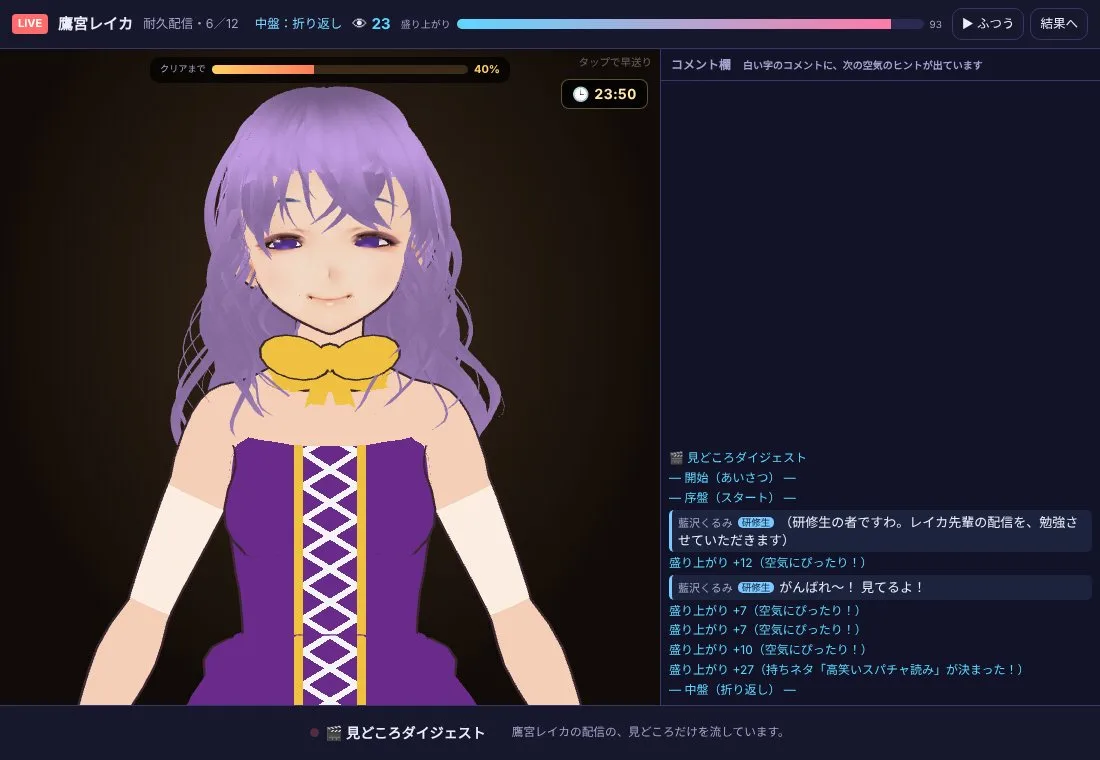 LIVE 鷹宮レイカ 耐久配信・6／12 中盤：折り返し 23 盛り上がり 93 ▶ ふつう 結果へ
クリアまで 40%
タップで早送り
23:50
コメント欄 白い字のコメントに、次の空気のヒントが出ています
見どころダイジェスト
— 開始（あいさつ） —
— 序盤（スタート） —
藍沢くるみ 研修生 （研修生の者ですわ。レイカ先輩の配信を、勉強さ
せていただきます）
盛り上がり +12（空気にぴったり！）
藍沢くるみ 研修生 がんばれ〜！ 見てるよ！
盛り上がり +7（空気にぴったり！）
盛り上がり +7（空気にぴったり！）
盛り上がり +10（空気にぴったり！）
盛り上がり +27（持ちネタ「高笑いスパチャ読み」が決まった！）
— 中盤（折り返し） —
見どころダイジェスト 鷹宮レイカの配信の、見どころだけを流しています。